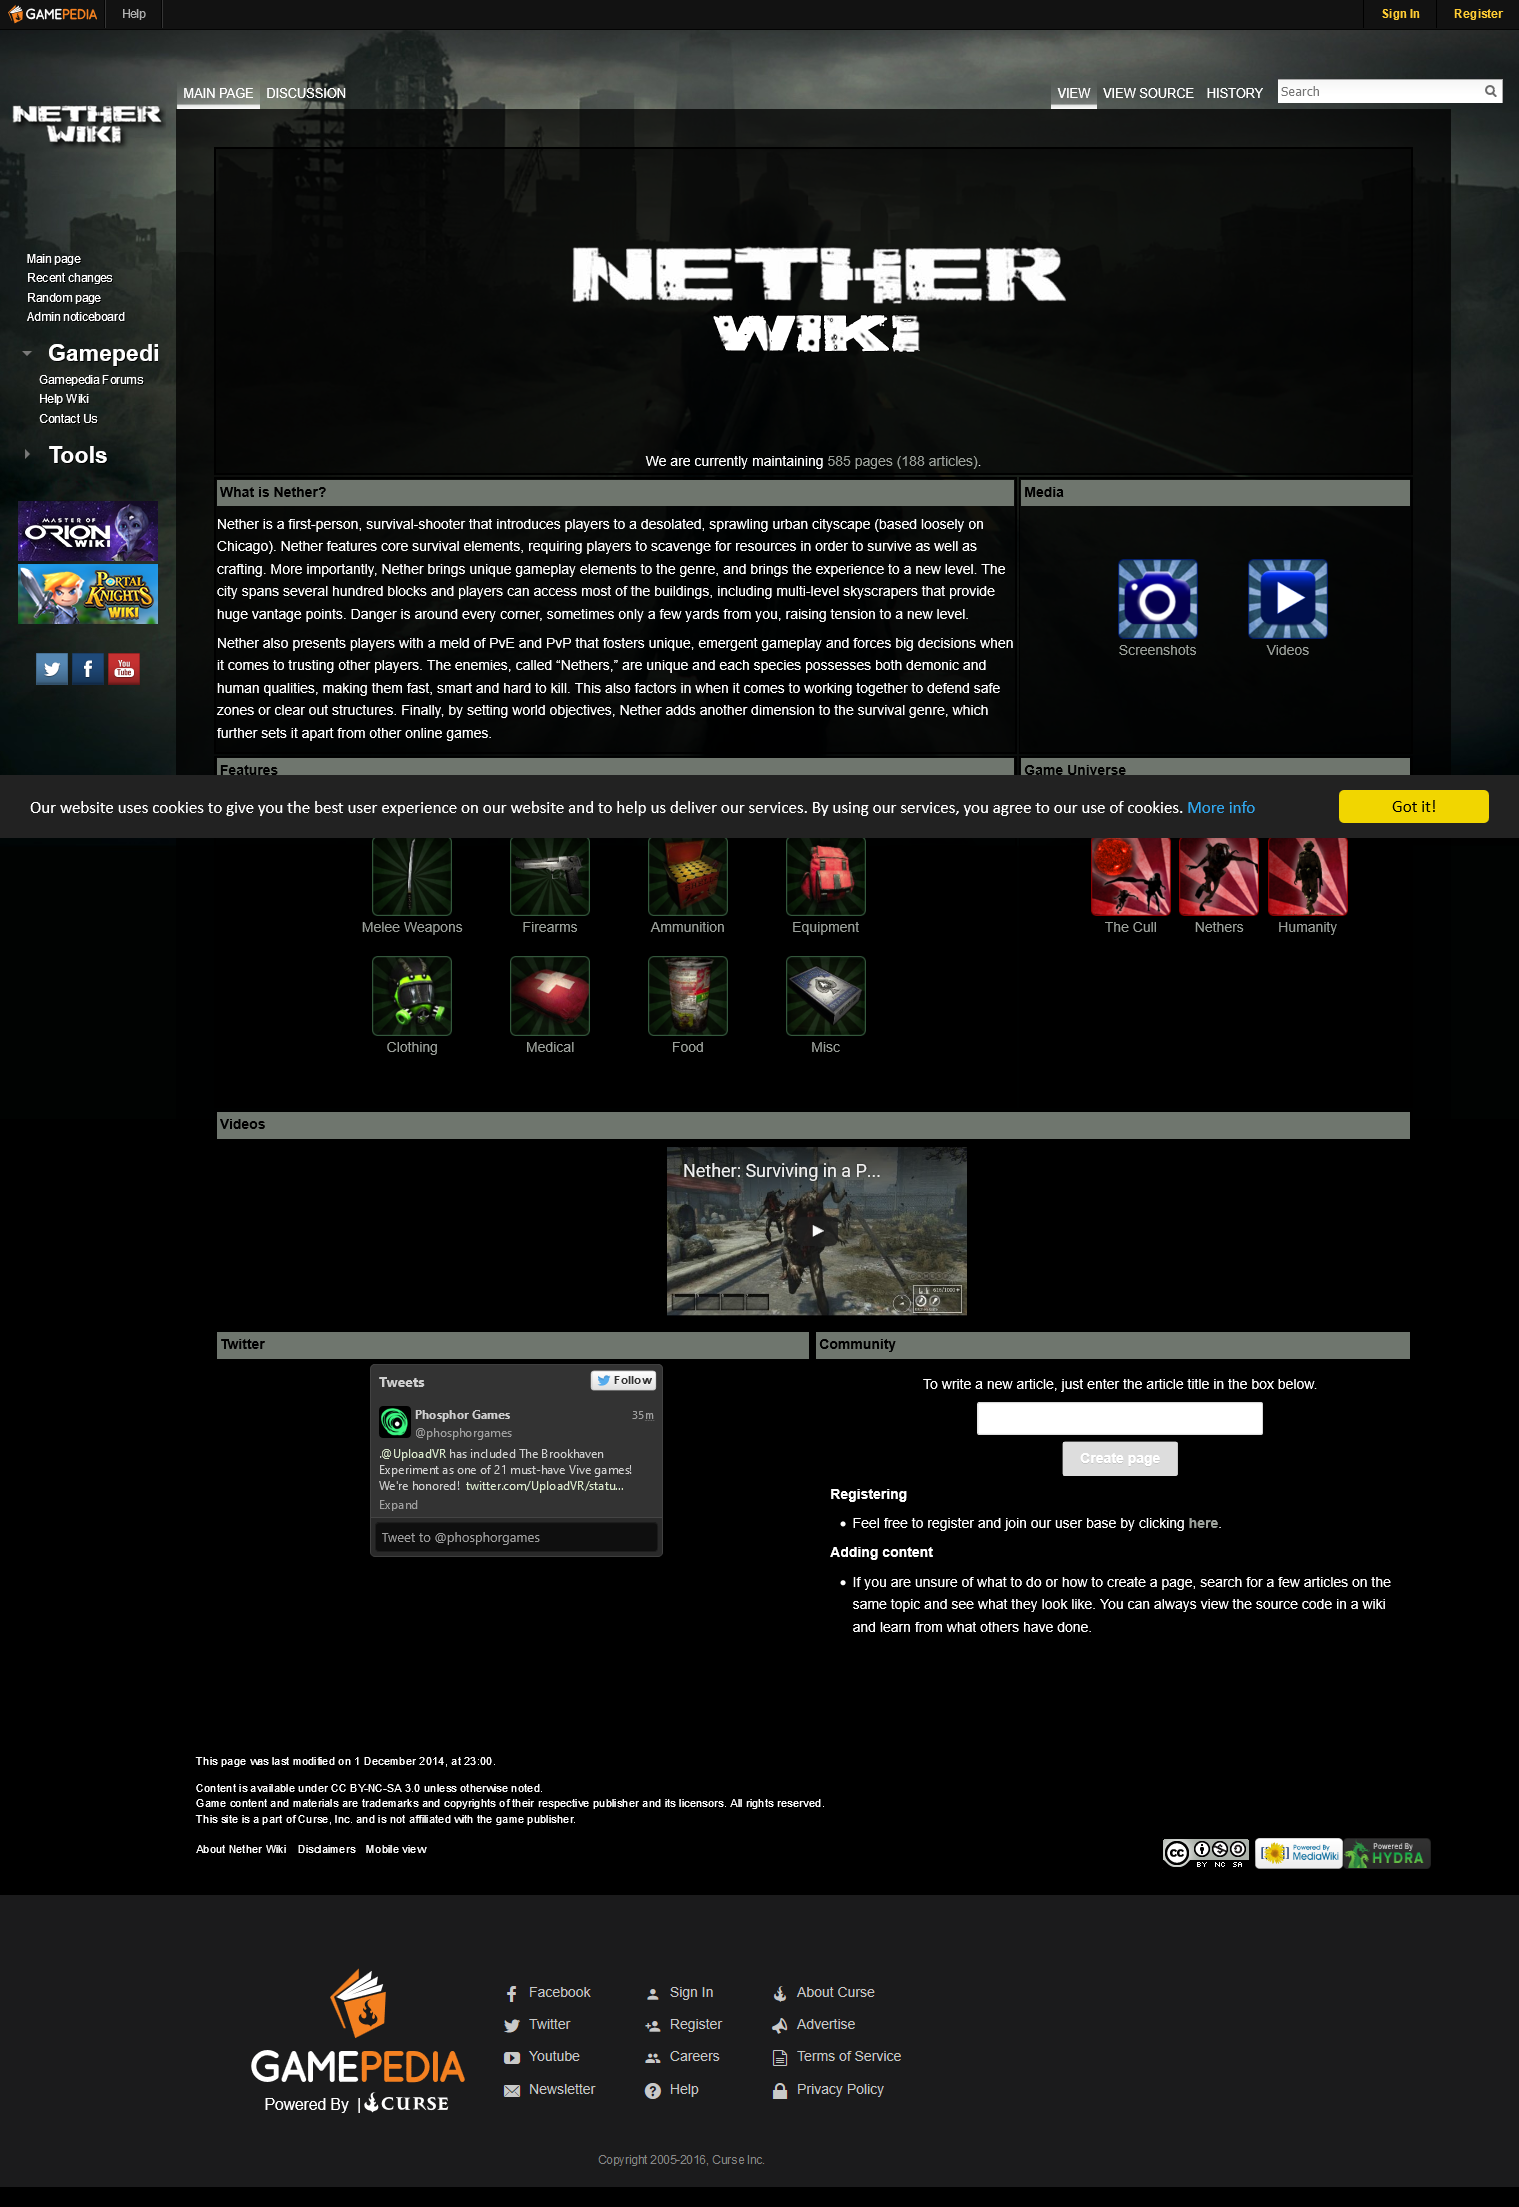 GAMEPEDIA
Help
Sign In
Register
MAIN PAGE
DISCUSSION
VIEW
VIEW SOURCE
HISTORY
Search
NETHER
WIKI
Main page
Recent changes
Random page
Admin noticeboard
Gamepedi
Gamepedia Forums
Help Wiki
Contact Us
Tools
MASTER OF
ORION
WIKI
PORTAL
KNIGHTS
WIKI
You
Tube
NETHER
WIKI
We are currently maintaining 585 pages (188 articles).
What is Nether?
Nether is a first-person, survival-shooter that introduces players to a desolated, sprawling urban cityscape (based loosely on
Chicago). Nether features core survival elements, requiring players to scavenge for resources in order to survive as well as
crafting. More importantly, Nether brings unique gameplay elements to the genre, and brings the experience to a new level. The
city spans several hundred blocks and players can access most of the buildings, including multi-level skyscrapers that provide
huge vantage points. Danger is around every corner, sometimes only a few yards from you, raising tension to a new level.
Nether also presents players with a meld of PvE and PvP that fosters unique, emergent gameplay and forces big decisions when
it comes to trusting other players. The enemies, called “Nethers,” are unique and each species possesses both demonic and
human qualities, making them fast, smart and hard to kill. This also factors in when it comes to working together to defend safe
zones or clear out structures. Finally, by setting world objectives, Nether adds another dimension to the survival genre, which
further sets it apart from other online games.
Media
Screenshots
Videos
Features
Game Universe
Our website uses cookies to give you the best user experience on our website and to help us deliver our services. By using our services, you agree to our use of cookies. More info
Got it!
Melee Weapons
Firearms
Ammunition
Equipment
The Cull
Nethers
Humanity
Clothing
Medical
Food
Misc
Videos
Nether: Surviving in a P...
Twitter
Tweets
Follow
Phosphor Games
35m
@phosphorgames
.@UploadVR has included The Brookhaven
Experiment as one of 21 must-have Vive games!
We're honored! twitter.com/UploadVR/statu...
Expand
Tweet to @phosphorgames
Community
To write a new article, just enter the article title in the box below.
Create page
Registering
• Feel free to register and join our user base by clicking here.
Adding content
• If you are unsure of what to do or how to create a page, search for a few articles on the
same topic and see what they look like. You can always view the source code in a wiki
and learn from what others have done.
This page was last modified on 1 December 2014, at 23:00.
Content is available under CC BY-NC-SA 3.0 unless otherwise noted.
Game content and materials are trademarks and copyrights of their respective publisher and its licensors. All rights reserved.
This site is a part of Curse, Inc. and is not affiliated with the game publisher.
About Nether Wiki
Disclaimers
Mobile view
cc
BY NC SA
Powered By
MediaWiki
Powered By
HYDRA
GAMEPEDIA
Powered By | CURSE
Facebook
Twitter
Youtube
Newsletter
Sign In
Register
Careers
Help
About Curse
Advertise
Terms of Service
Privacy Policy
Copyright 2005-2016, Curse Inc.